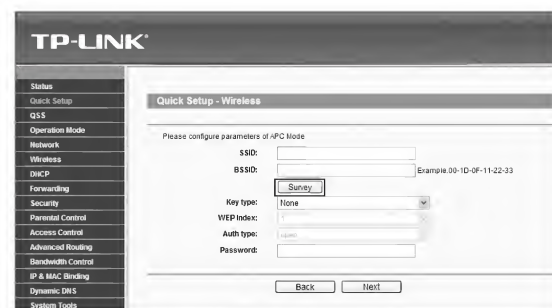 TP-LINK®
Status
Quick Setup
QSS
Operation Mode
Network
Wireless
DHCP
Forwarding
Security
Parental Control
Access Control
Advanced Routing
Bandwidth Control
IP & MAC Binding
Dynamic DNS
System Tools
Quick Setup - Wireless
Please configure parameters of APC Mode
SSID:
BSSID: Example.00-1D-0F-11-22-33
Survey
Key type: None
WEP Index: 1
Auth type:
Password:
Back Next